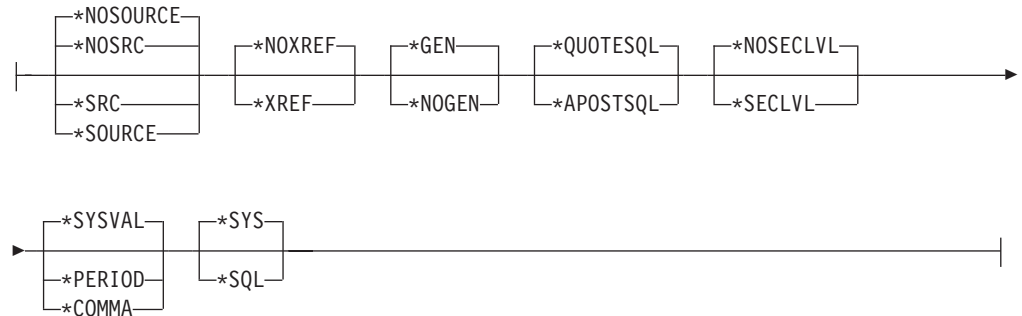 *NOSOURCE
*NOSRC
*SRC
*SOURCE
*NOXREF
*XREF
*GEN
*NOGEN
*QUOTESQL
*APOSTSQL
*NOSECLVL
*SECLVL
*SYSVAL
*PERIOD
*COMMA
*SYS
*SQL